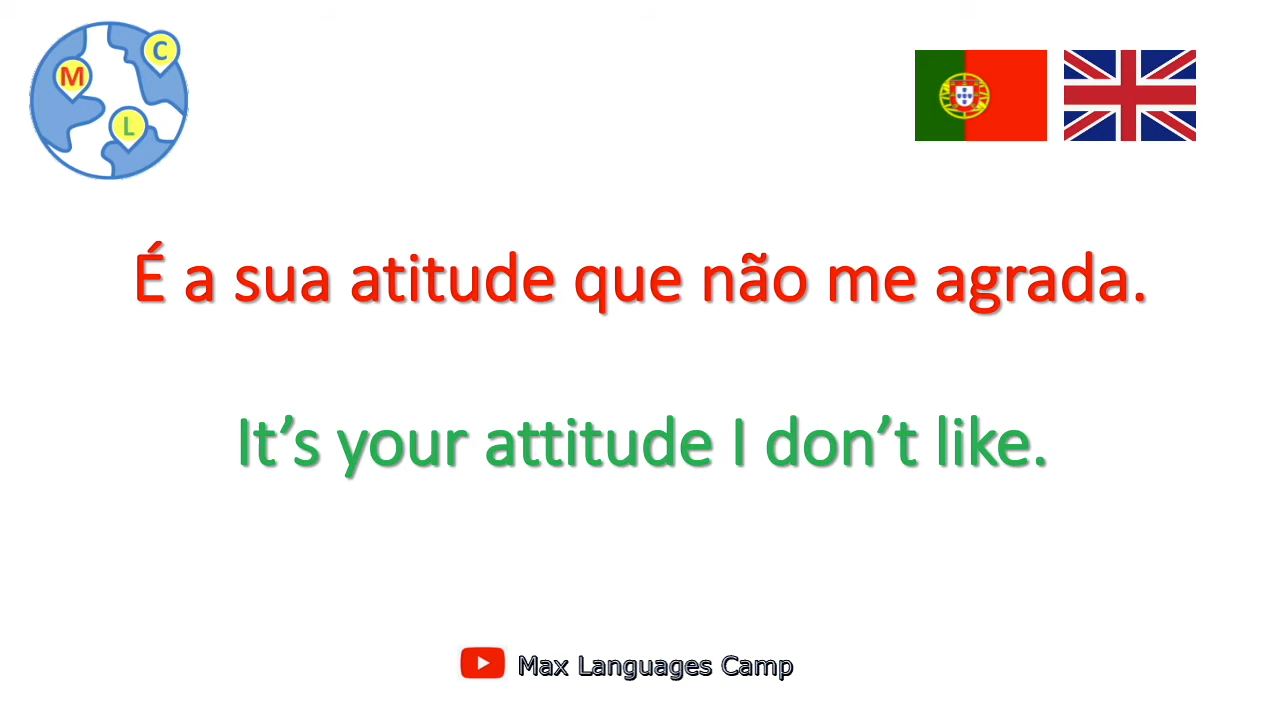 M
C
L
É a sua atitude que não me agrada.
It’s your attitude I don’t like.
Max Languages Camp